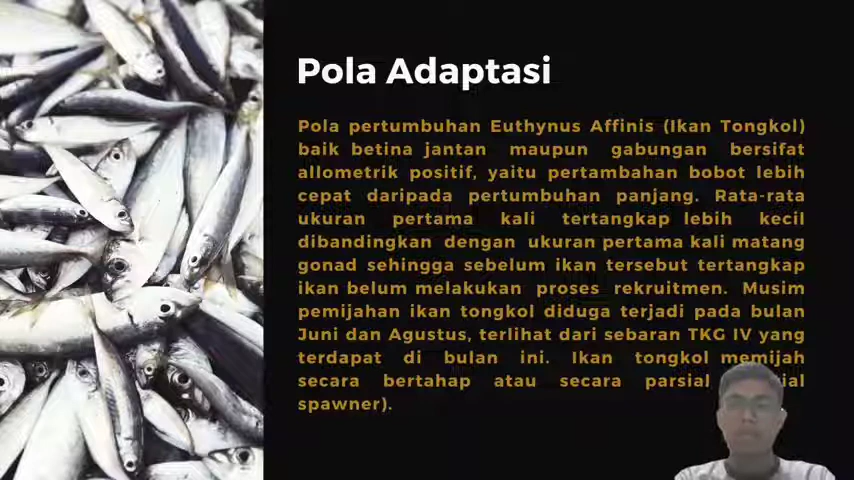 Pola Adaptasi
Pola pertumbuhan Euthynus Affinis (Ikan Tongkol)
baik betina jantan maupun gabungan bersifat
allometrik positif, yaitu pertambahan bobot lebih
cepat daripada pertumbuhan panjang. Rata-rata
ukuran pertama kali tertangkap lebih kecil
dibandingkan dengan ukuran pertama kali matang
gonad sehingga sebelum ikan tersebut tertangkap
ikan belum melakukan proses rekruitmen. Musim
pemijahan ikan tongkol diduga terjadi pada bulan
Juni dan Agustus, terlihat dari sebaran TKG IV yang
terdapat di bulan ini. Ikan tongkol memijah
secara bertahap atau secara parsial
spawner).